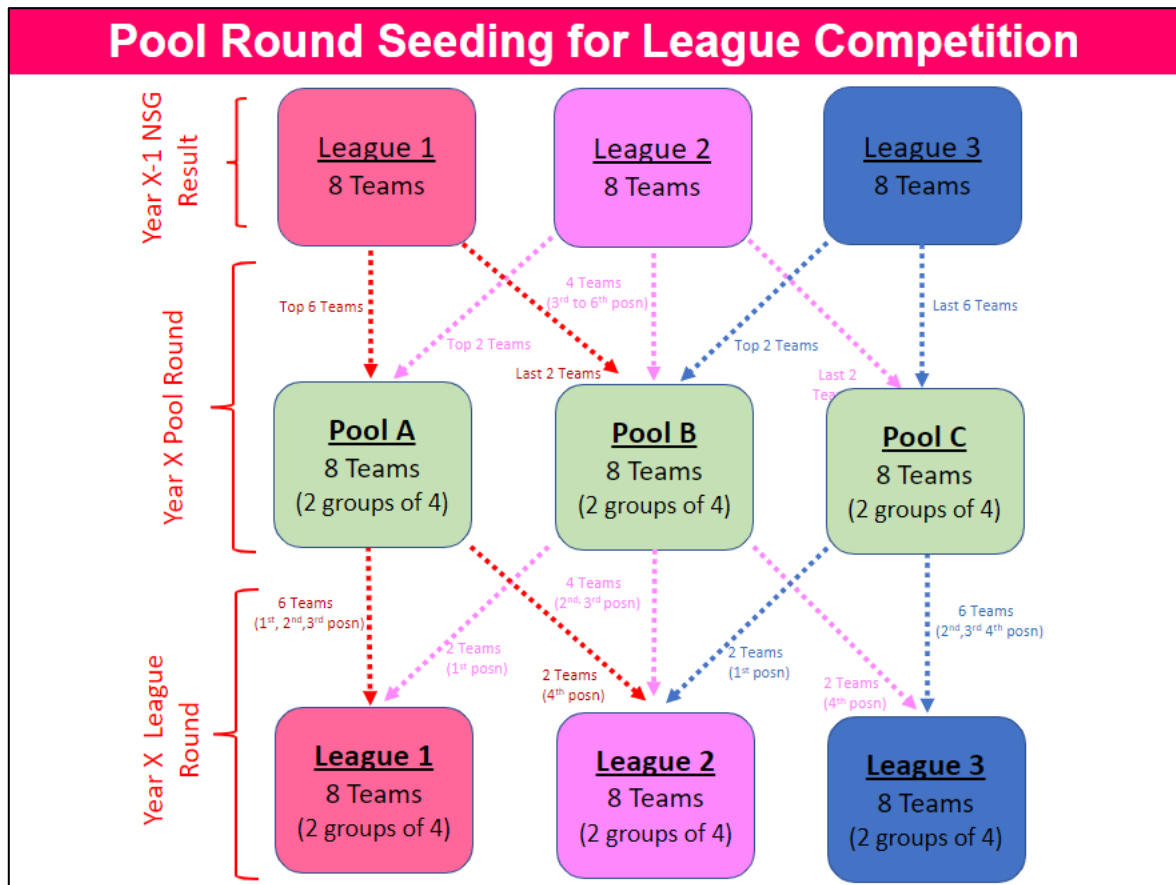 Pool Round Seeding for League Competition
Year X-1 NSG
Result
League 1
8 Teams
League 2
8 Teams
League 3
8 Teams
Year X Pool Round
Top 6 Teams
4 Teams
(3rd to 6th posn)
Last 6 Teams
Top 2 Teams
Top 2 Teams
Last 2 Teams
Last 2
Pool A
8 Teams
(2 groups of 4)
Pool B
8 Teams
(2 groups of 4)
Pool C
8 Teams
(2 groups of 4)
Year X League
Round
6 Teams
(1st, 2nd,3rd posn)
4 Teams
(2nd, 3rd posn)
6 Teams
(2nd,3rd 4th posn)
2 Teams
(1st posn)
2 Teams
(4th posn)
2 Teams
(1st posn)
2 Teams
(4th posn)
League 1
8 Teams
(2 groups of 4)
League 2
8 Teams
(2 groups of 4)
League 3
8 Teams
(2 groups of 4)